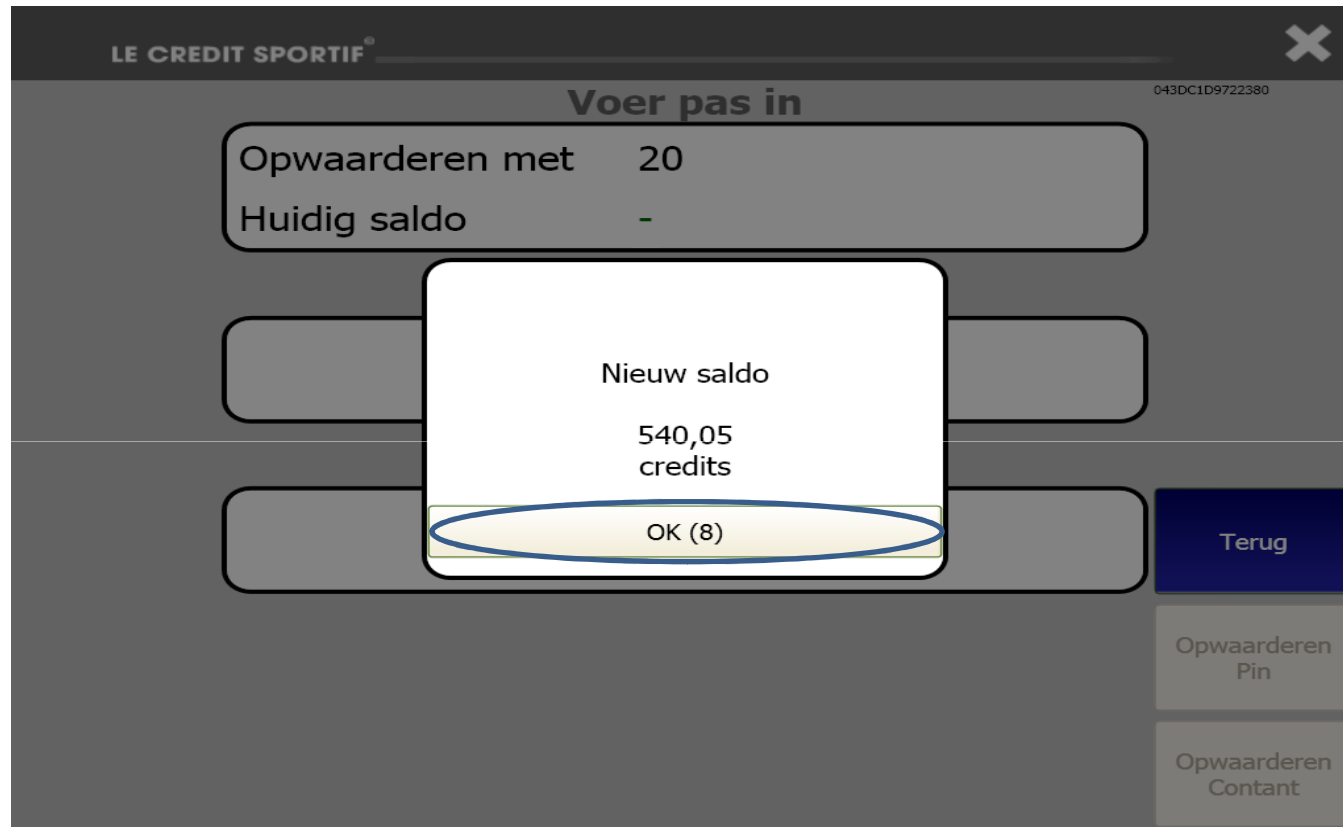 LE CREDIT SPORTIF®
Voer pas in
043DC1D9722380
Opwaarderen met 20
Huidig saldo -
Nieuw saldo
540,05
credits
OK (8)
Terug
Opwaarderen
Pin
Opwaarderen
Contant